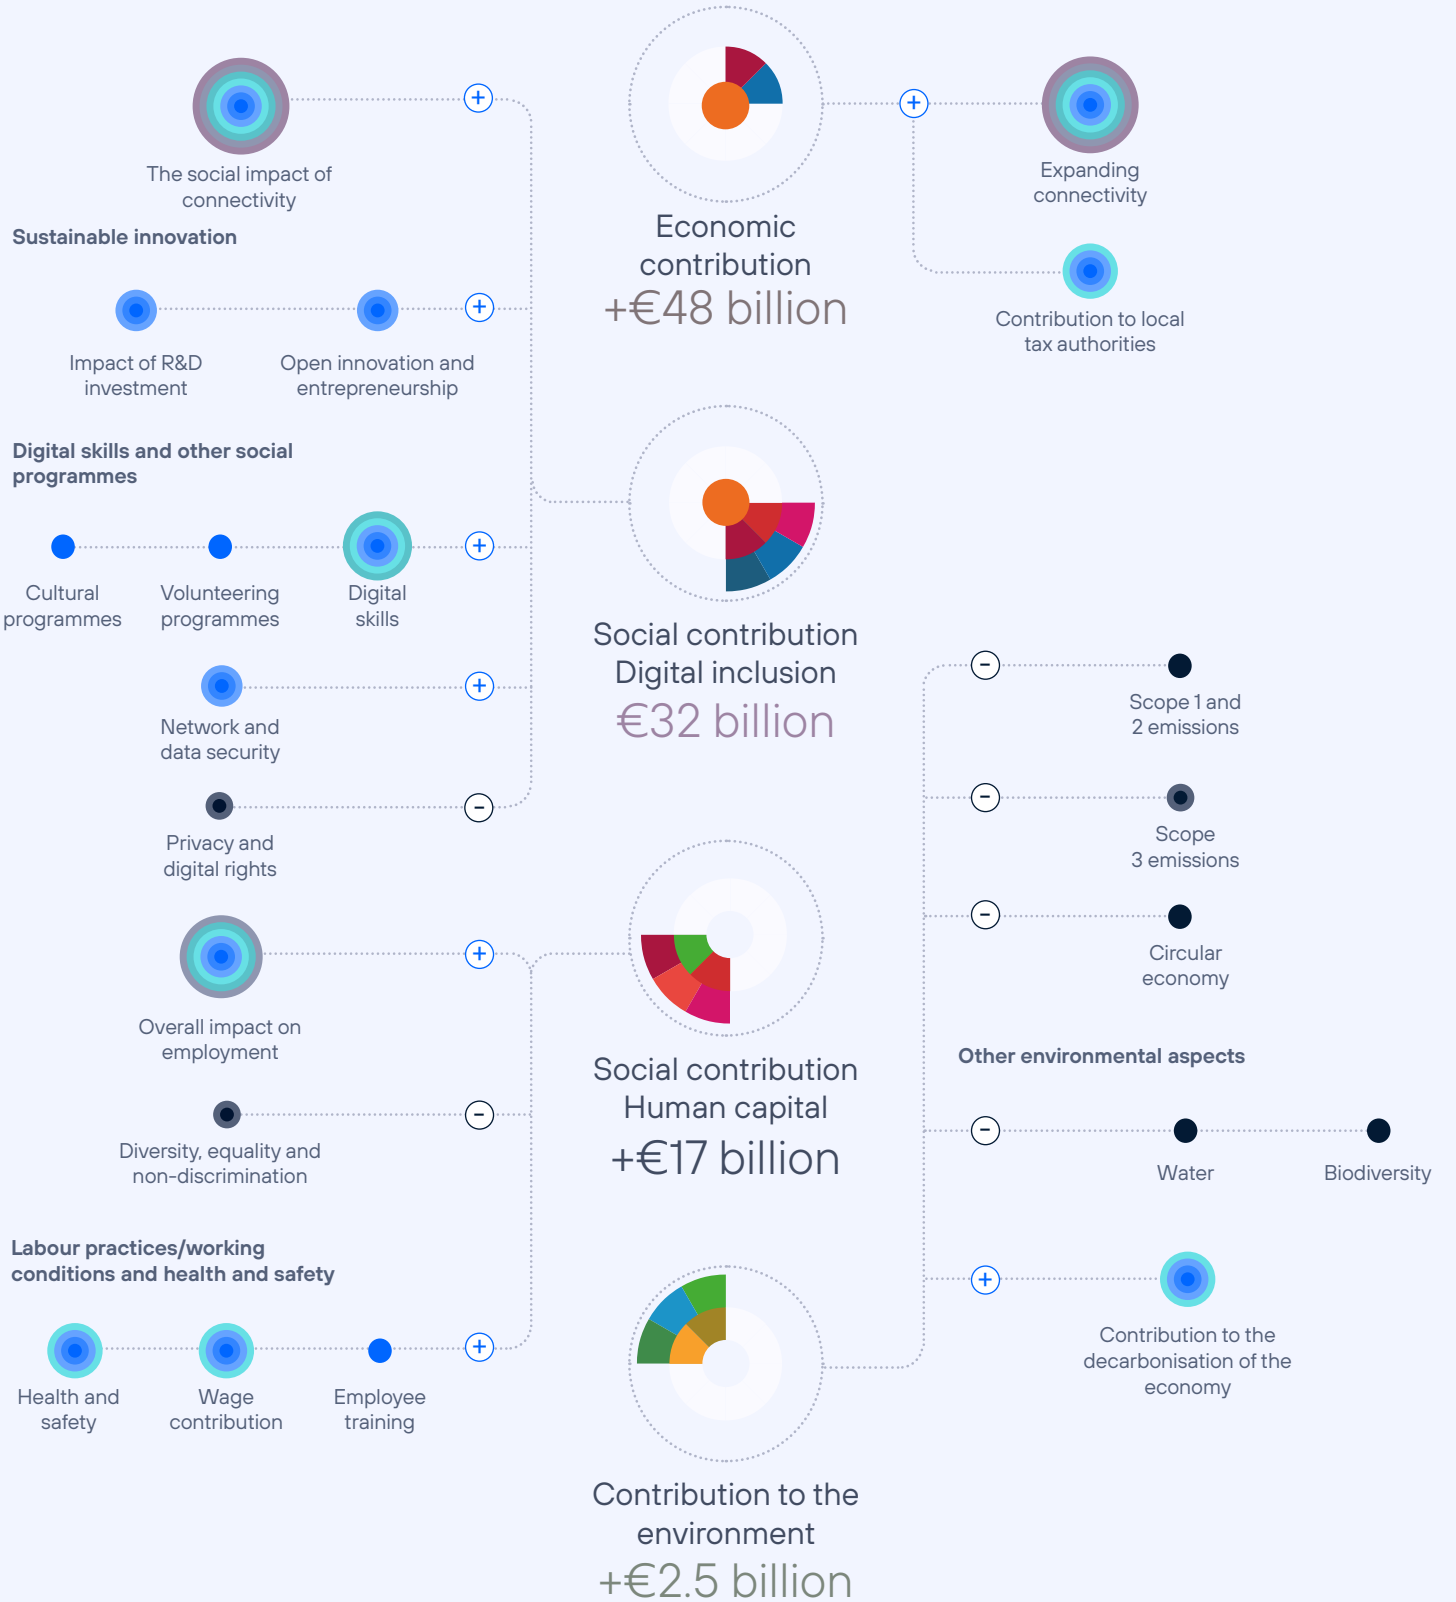 The social impact of
connectivity
Sustainable innovation
+
Impact of R&D
investment
Open innovation and
entrepreneurship
+
Digital skills and other social
programmes
Cultural
programmes
Volunteering
programmes
Digital
skills
+
Network and
data security
+
Privacy and
digital rights
-
Overall impact on
employment
+
Diversity, equality and
non-discrimination
-
Labour practices/working
conditions and health and safety
Health and
safety
Wage
contribution
Employee
training
+
Economic
contribution
+€48 billion
Social contribution
Digital inclusion
€32 billion
Social contribution
Human capital
+€17 billion
Contribution to the
environment
+€2.5 billion
+
Expanding
connectivity
Contribution to local
tax authorities
-
Scope 1 and
2 emissions
-
Scope
3 emissions
-
Circular
economy
Other environmental aspects
-
Water
Biodiversity
+
Contribution to the
decarbonisation of the
economy